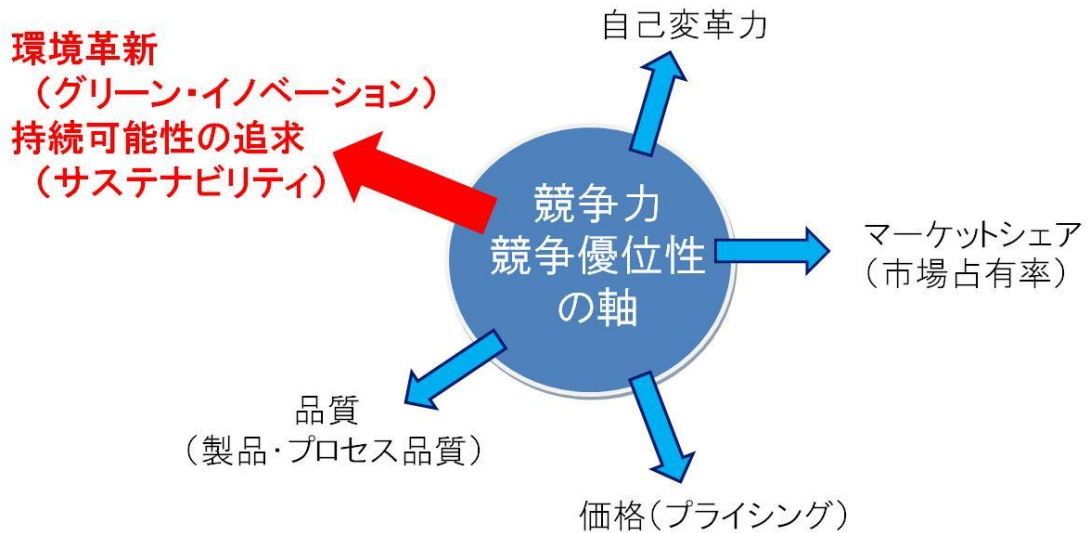 自己変革力
環境革新
（グリーン・イノベーション）
持続可能性の追求
（サステナビリティ）
競争力
競争優位性
の軸
マーケットシェア
（市場占有率）
品質
（製品・プロセス品質）
価格（プライシング）